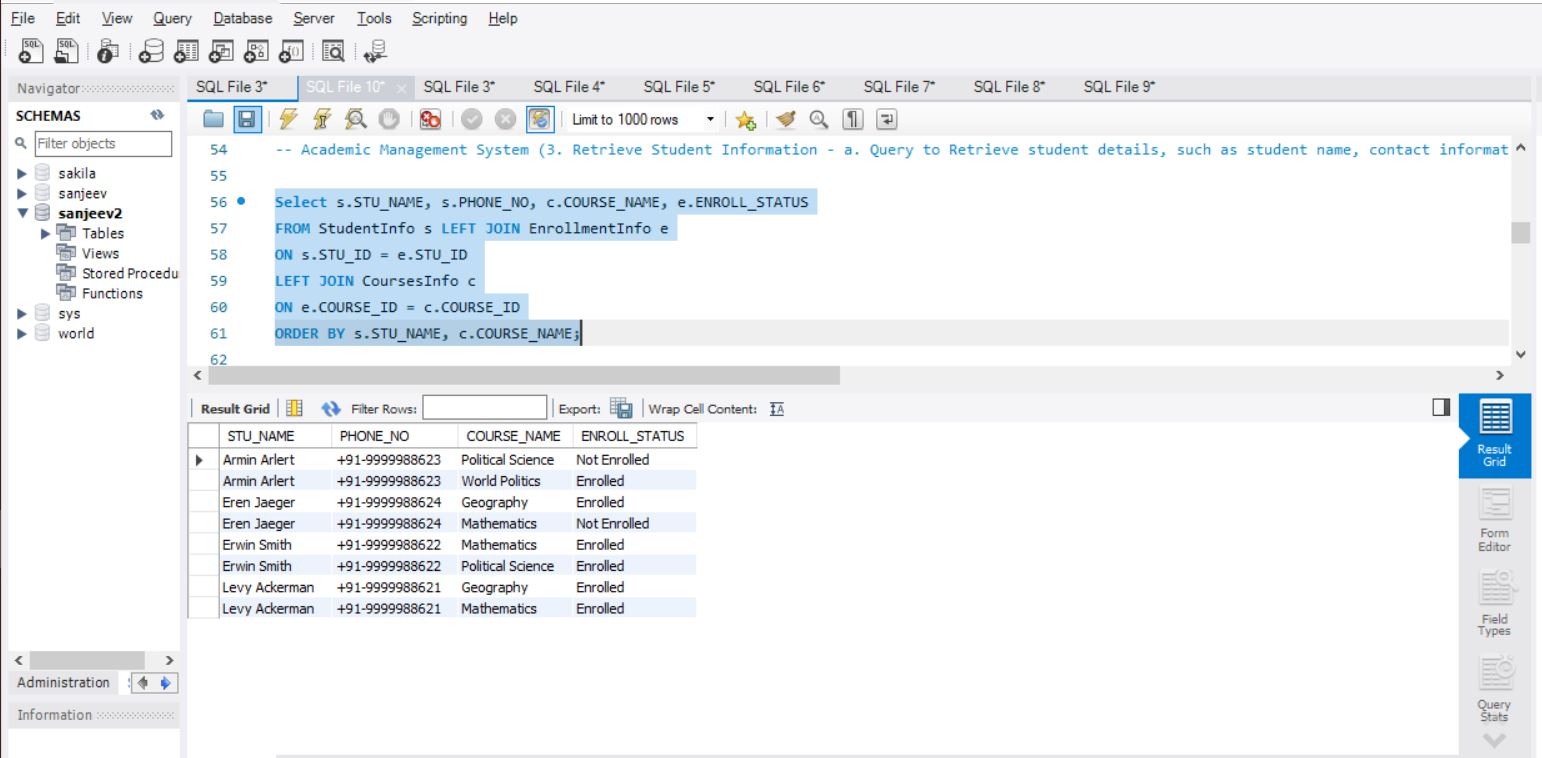 File Edit View Query Database Server Tools Scripting Help
Navigator
SQL File 3* SQL File 10* SQL File 3* SQL File 4* SQL File 5* SQL File 6* SQL File 7* SQL File 8* SQL File 9*
SCHEMAS
Limit to 1000 rows
Filter objects
sakila
sanjeev
sanjeev2
Tables
Views
Stored Procedu
Functions
sys
world
54 -- Academic Management System (3. Retrieve Student Information - a. Query to Retrieve student details, such as student name, contact informat
55
56 Select s.STU_NAME, s.PHONE_NO, c.COURSE_NAME, e.ENROLL_STATUS
57 FROM StudentInfo s LEFT JOIN EnrollmentInfo e
58 ON s.STU_ID = e.STU_ID
59 LEFT JOIN CoursesInfo c
60 ON e.COURSE_ID = c.COURSE_ID
61 ORDER BY s.STU_NAME, c.COURSE_NAME;
62
Result Grid Filter Rows: Export: Wrap Cell Content:
STU_NAME PHONE_NO COURSE_NAME ENROLL_STATUS
Armin Arlert +91-9999988623 Political Science Not Enrolled
Armin Arlert +91-9999988623 World Politics Enrolled
Eren Jaeger +91-9999988624 Geography Enrolled
Eren Jaeger +91-9999988624 Mathematics Not Enrolled
Erwin Smith +91-9999988622 Mathematics Enrolled
Erwin Smith +91-9999988622 Political Science Enrolled
Levy Ackerman +91-9999988621 Geography Enrolled
Levy Ackerman +91-9999988621 Mathematics Enrolled
Result
Grid
Form
Editor
Field
Types
Query
Stats
Administration
Information